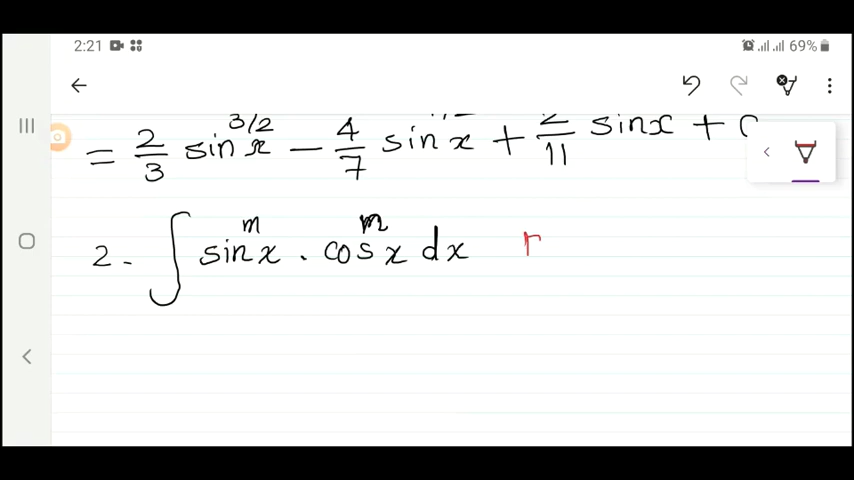 2:21 69%
= 2/3 sin^3/2 x - 4/7 sin x + 2/11 sin x +
2 - ∫ sin^m x . cos^m x dx r